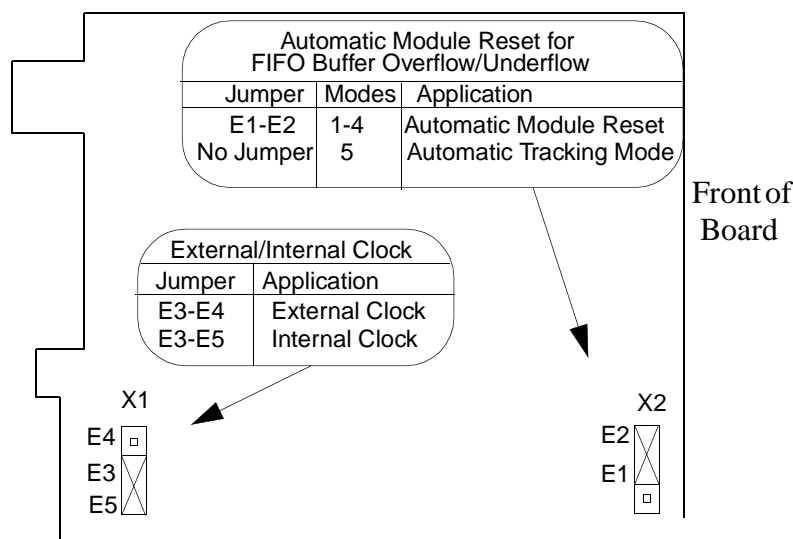 Automatic Module Reset for
FIFO Buffer Overflow/Underflow
Jumper Modes Application
E1-E2 1-4 Automatic Module Reset
No Jumper 5 Automatic Tracking Mode
Front of
Board
External/Internal Clock
Jumper Application
E3-E4 External Clock
E3-E5 Internal Clock
X1
E4
E3
E5
X2
E2
E1